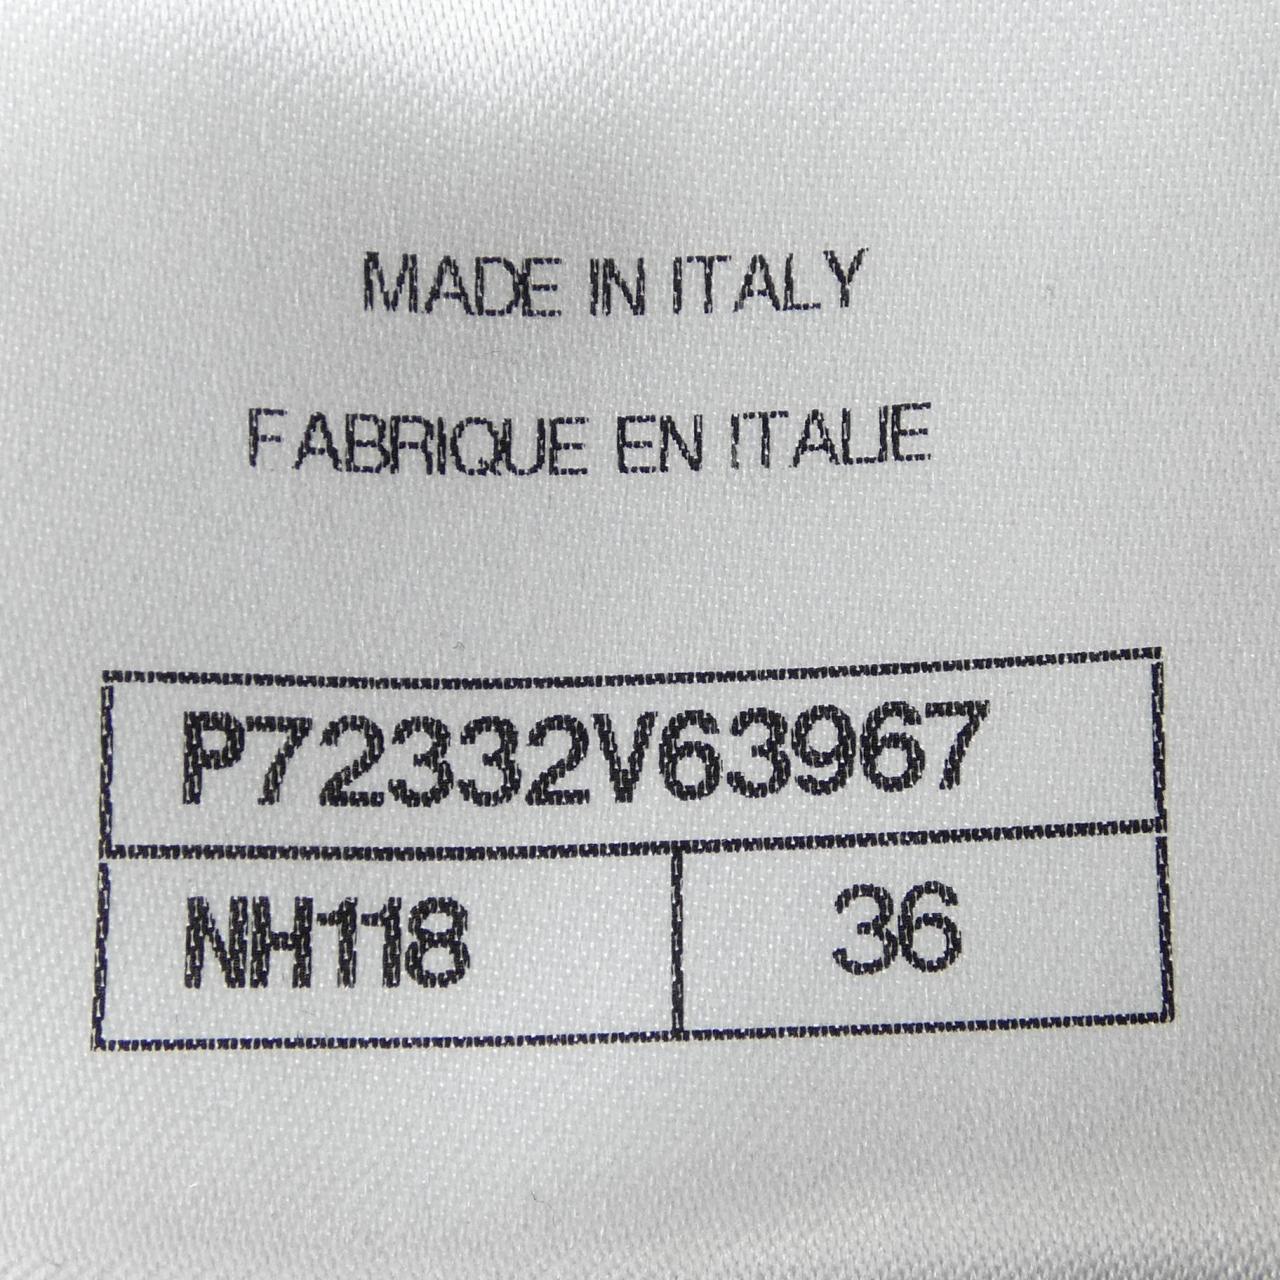 MADE IN ITALY
FABRIQUE EN ITALIE
P72332V63967
NH118 36